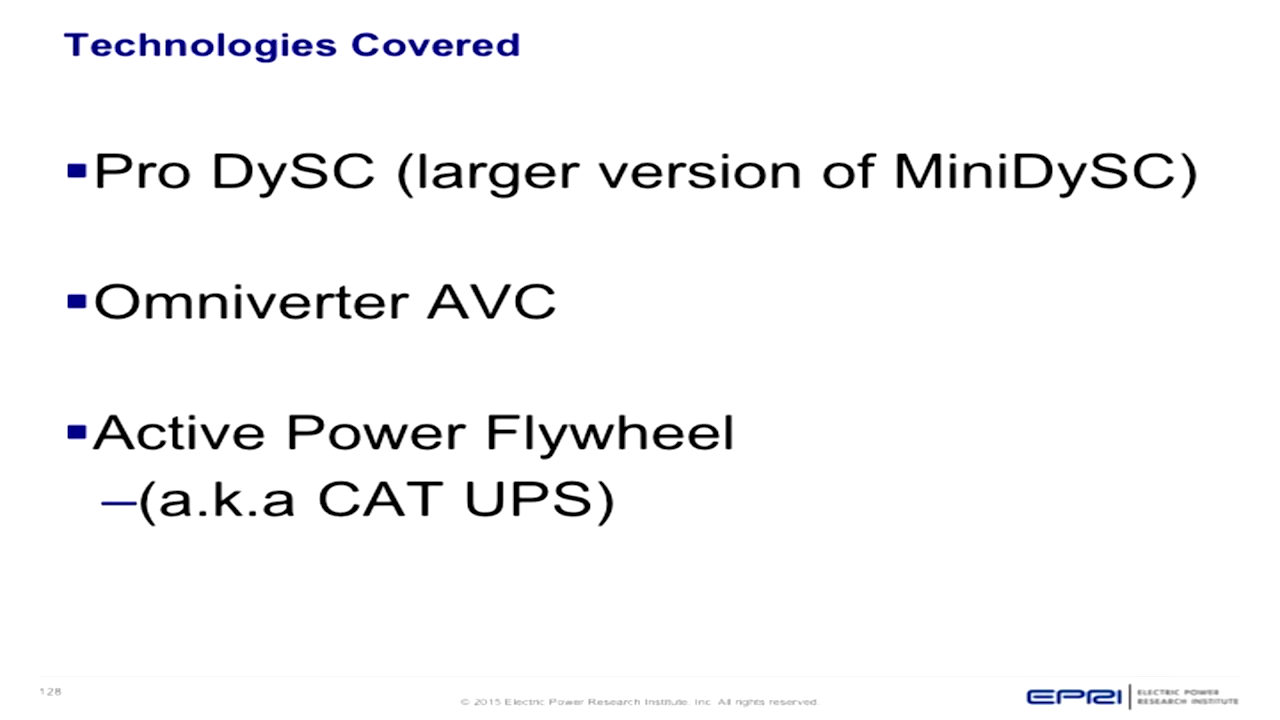 Technologies Covered
▪Pro DySC (larger version of MiniDySC)
▪Omniverter AVC
▪Active Power Flywheel
–(a.k.a CAT UPS)
128
© 2015 Electric Power Research Institute, Inc. All rights reserved.
EPRI
ELECTRIC POWER
RESEARCH INSTITUTE